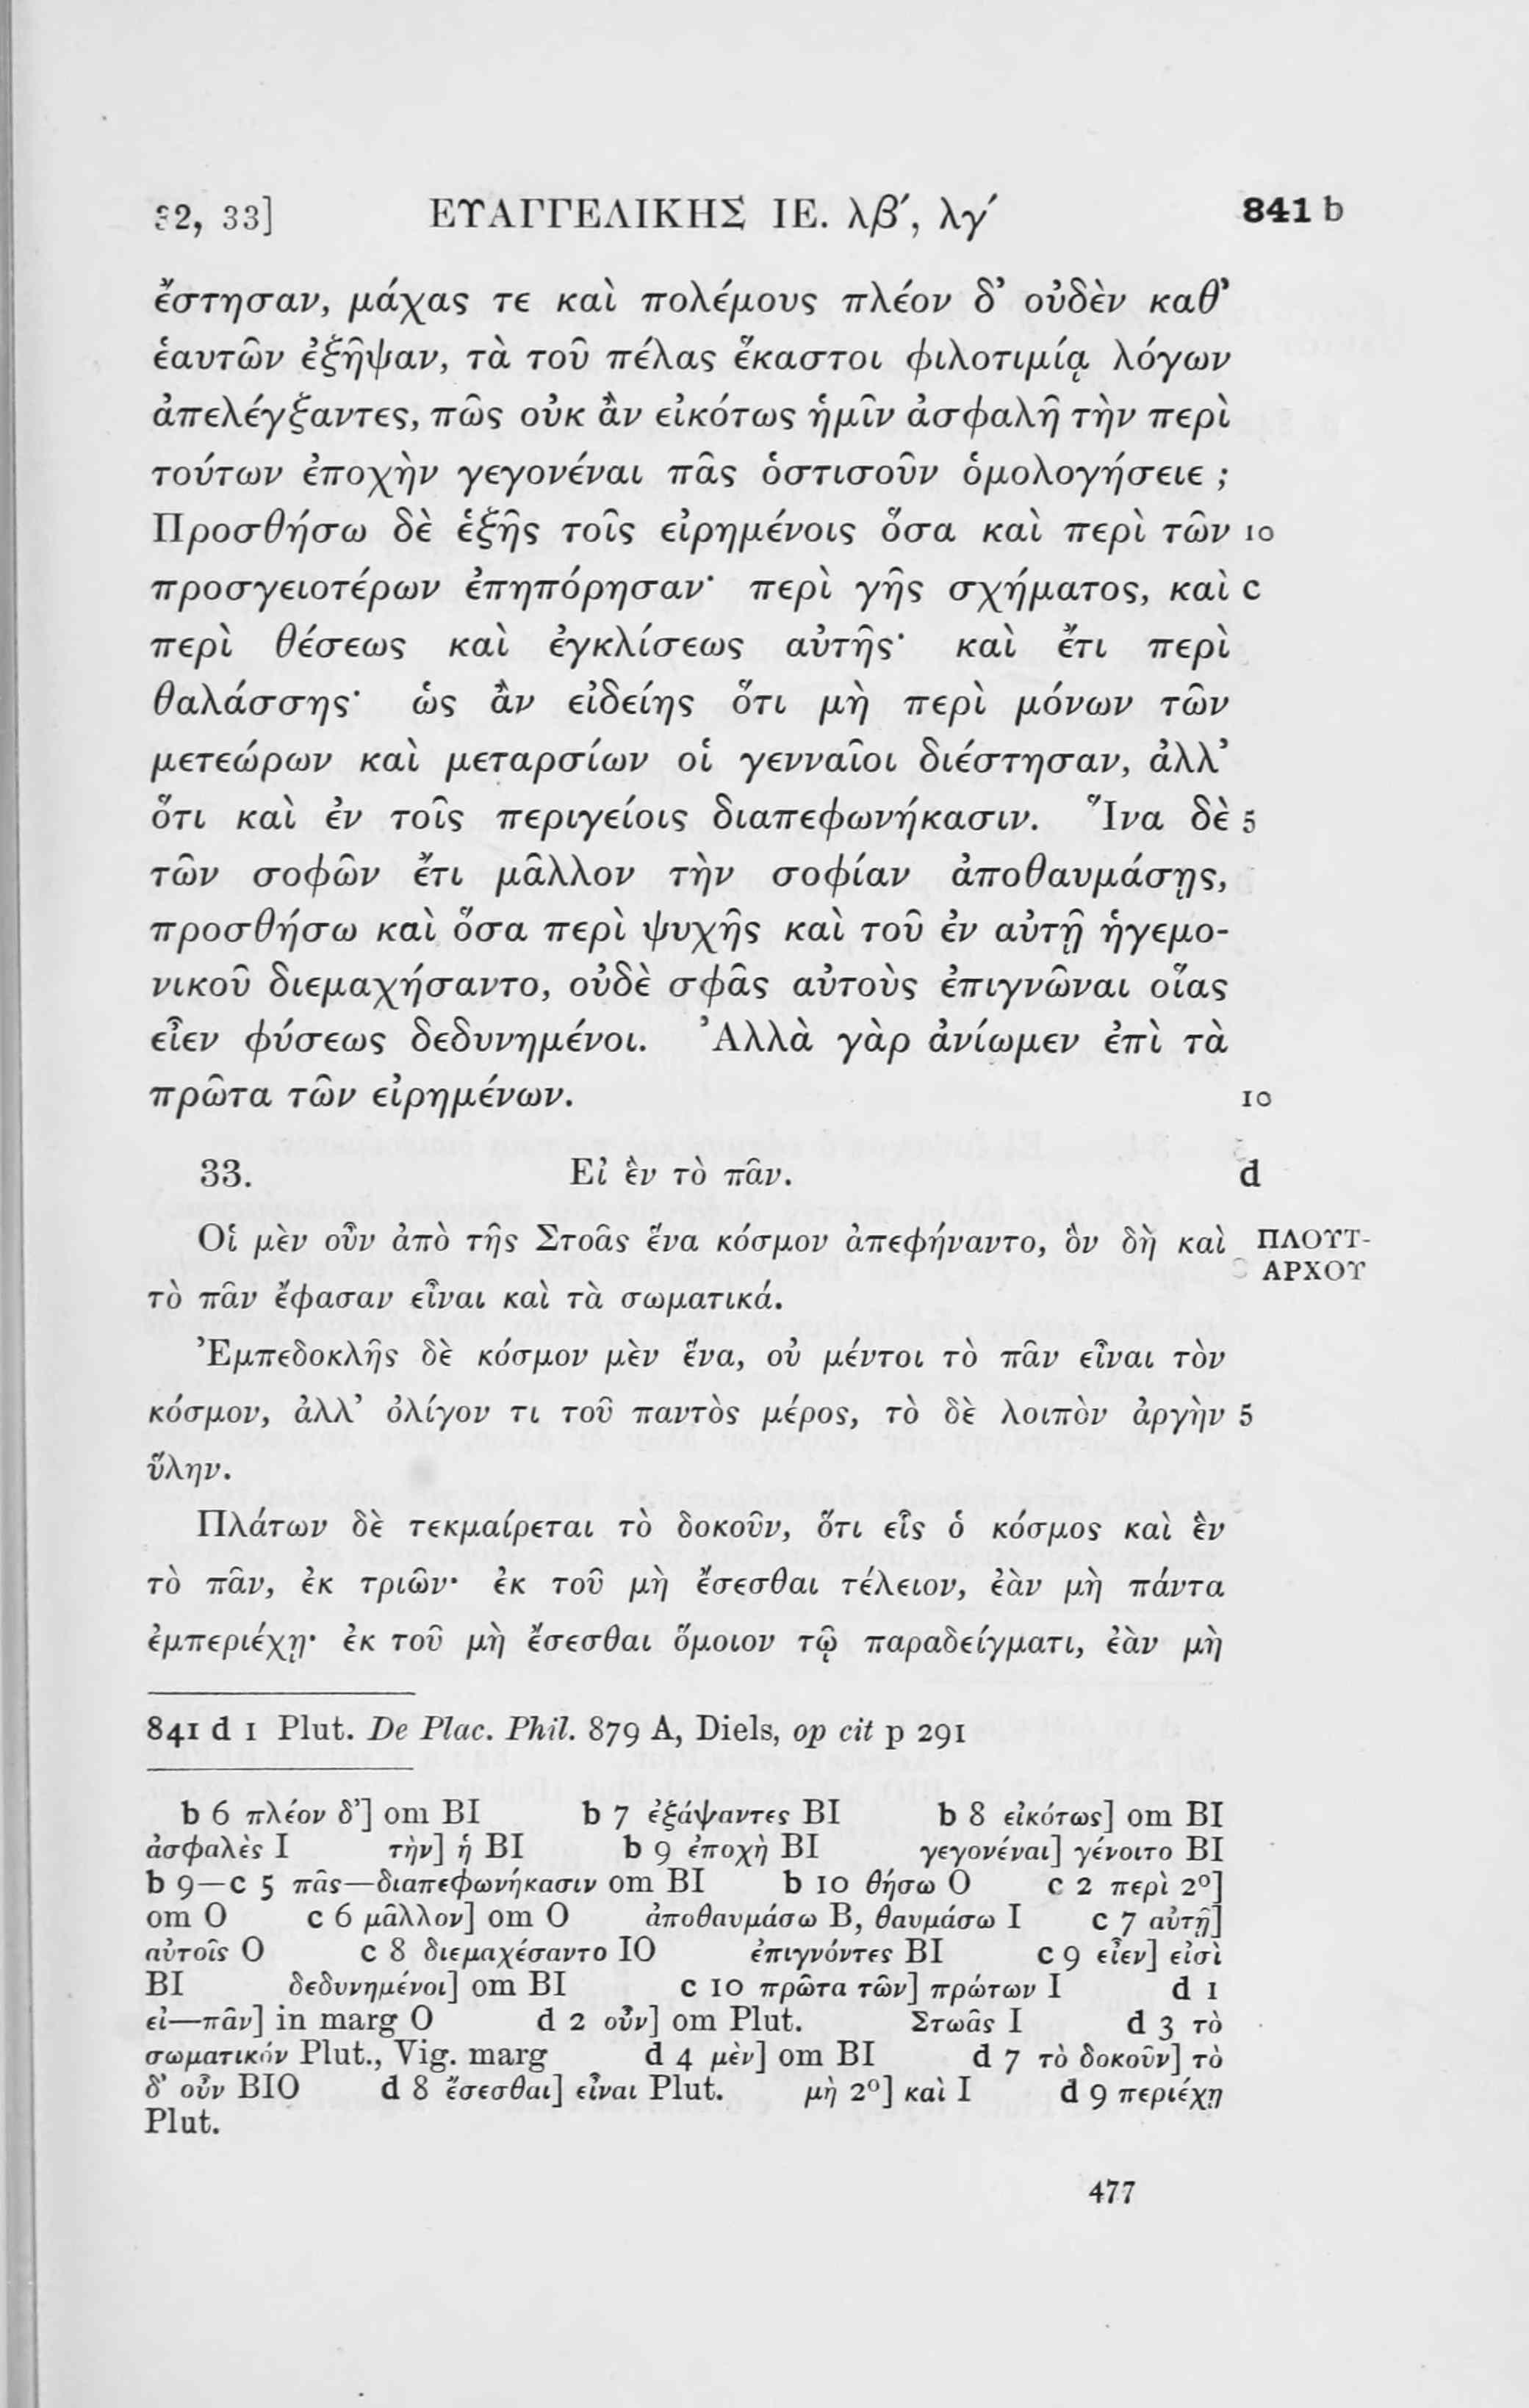 32, 33] ΕΥΑΓΓΕΛΙΚΗΣ ΙΕ. λβ΄, λγ΄ 841 b
ἔστησαν, μάχας τε καὶ πολέμους πλέον δ’ οὐδὲν καθ’
ἑαυτῶν ἐξῆψαν, τὰ τοῦ πέλας ἕκαστοι φιλοτιμίᾳ λόγων
ἀπελέγξαντες, πῶς οὐκ ἂν εἰκότως ἡμῖν ἀσφαλῆ τὴν περὶ
τούτων ἐποχὴν γεγονέναι πᾶς ὁστισοῦν ὁμολογήσειε ;
Προσθήσω δὲ ἑξῆς τοῖς εἰρημένοις ὅσα καὶ περὶ τῶν 10
προσγειοτέρων ἐπηπόρησαν· περὶ γῆς σχήματος, καὶ c
περὶ θέσεως καὶ ἐγκλίσεως αὐτῆς· καὶ ἔτι περὶ
θαλάσσης· ὡς ἂν εἰδείης ὅτι μὴ περὶ μόνων τῶν
μετεώρων καὶ μεταρσίων οἱ γενναῖοι διέστησαν, ἀλλ’
ὅτι καὶ ἐν τοῖς περιγείοις διαπεφωνήκασιν. Ἵνα δὲ 5
τῶν σοφῶν ἔτι μᾶλλον τὴν σοφίαν ἀποθαυμάσῃς,
προσθήσω καὶ ὅσα περὶ ψυχῆς καὶ τοῦ ἐν αὐτῇ ἡγεμο-
νικοῦ διεμαχήσαντο, οὐδὲ σφᾶς αὐτοὺς ἐπιγνῶναι οἵας
εἶεν φύσεως δεδυνημένοι. Ἀλλὰ γὰρ ἀνίωμεν ἐπὶ τὰ
πρῶτα τῶν εἰρημένων. 10
33. Εἰ ἓν τὸ πᾶν. d
Οἱ μὲν οὖν ἀπὸ τῆς Στοᾶς ἕνα κόσμον ἀπεφήναντο, ὃν δὴ καὶ ΠΛΟΥΤ-
ΑΡΧΟΥ
τὸ πᾶν ἔφασαν εἶναι καὶ τὰ σωματικά.
Ἐμπεδοκλῆς δὲ κόσμον μὲν ἕνα, οὐ μέντοι τὸ πᾶν εἶναι τὸν
κόσμον, ἀλλ’ ὀλίγον τι τοῦ παντὸς μέρος, τὸ δὲ λοιπὸν ἀργὴν 5
ὕλην.
Πλάτων δὲ τεκμαίρεται τὸ δοκοῦν, ὅτι εἷς ὁ κόσμος καὶ ἓν
τὸ πᾶν, ἐκ τριῶν· ἐκ τοῦ μὴ ἔσεσθαι τέλειον, ἐὰν μὴ πάντα
ἐμπεριέχῃ· ἐκ τοῦ μὴ ἔσεσθαι ὅμοιον τῷ παραδείγματι, ἐὰν μὴ
841 d 1 Plut. De Plac. Phil. 879 A, Diels, op cit p 291
b 6 πλέον δ’] om BI b 7 ἐξάψαντες BI b 8 εἰκότως] om BI
ἀσφαλὲς I τὴν] ἡ BI b 9 ἐποχὴ BI γεγονέναι] γένοιτο BI
b 9—c 5 πᾶς—διαπεφωνήκασιν om BI b 10 θήσω O c 2 περὶ 2º]
om O c 6 μᾶλλον] om O ἀποθαυμάσω B, θαυμάσω I c 7 αὐτῇ]
αὐτοῖς O c 8 διεμαχέσαντο IO ἐπιγνόντες BI c 9 εἶεν] εἰσὶ
BI δεδυνημένοι] om BI c 10 πρῶτα τῶν] πρώτων I d 1
εἰ—πᾶν] in marg O d 2 οὖν] om Plut. Στωᾶς I d 3 τὸ
σωματικόν Plut., Vig. marg d 4 μὲν] om BI d 7 τὸ δοκοῦν] τὸ
δ’ οὖν BIO d 8 ἔσεσθαι] εἶναι Plut. μὴ 2º] καὶ I d 9 περιέχῃ
Plut.
477